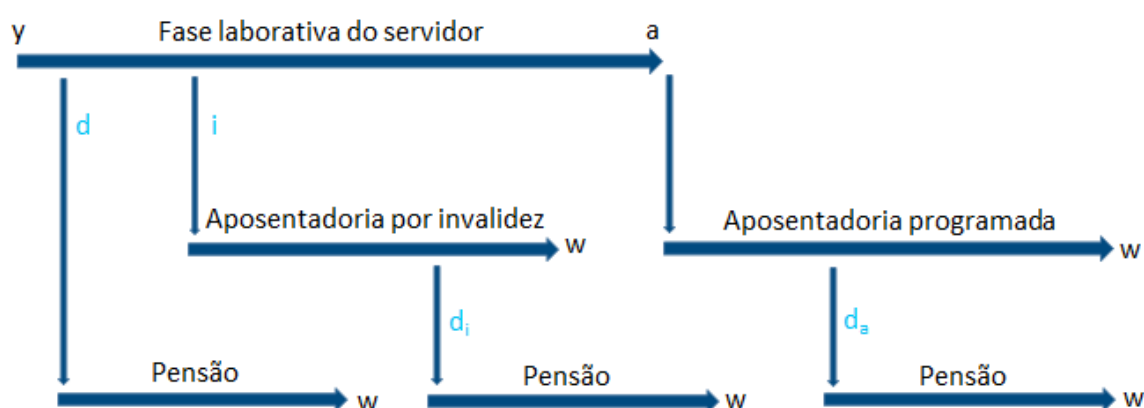 y Fase laborativa do servidor a
d i
Aposentadoria por invalidez w Aposentadoria programada w
dᵢ dₐ
Pensão w Pensão w Pensão w